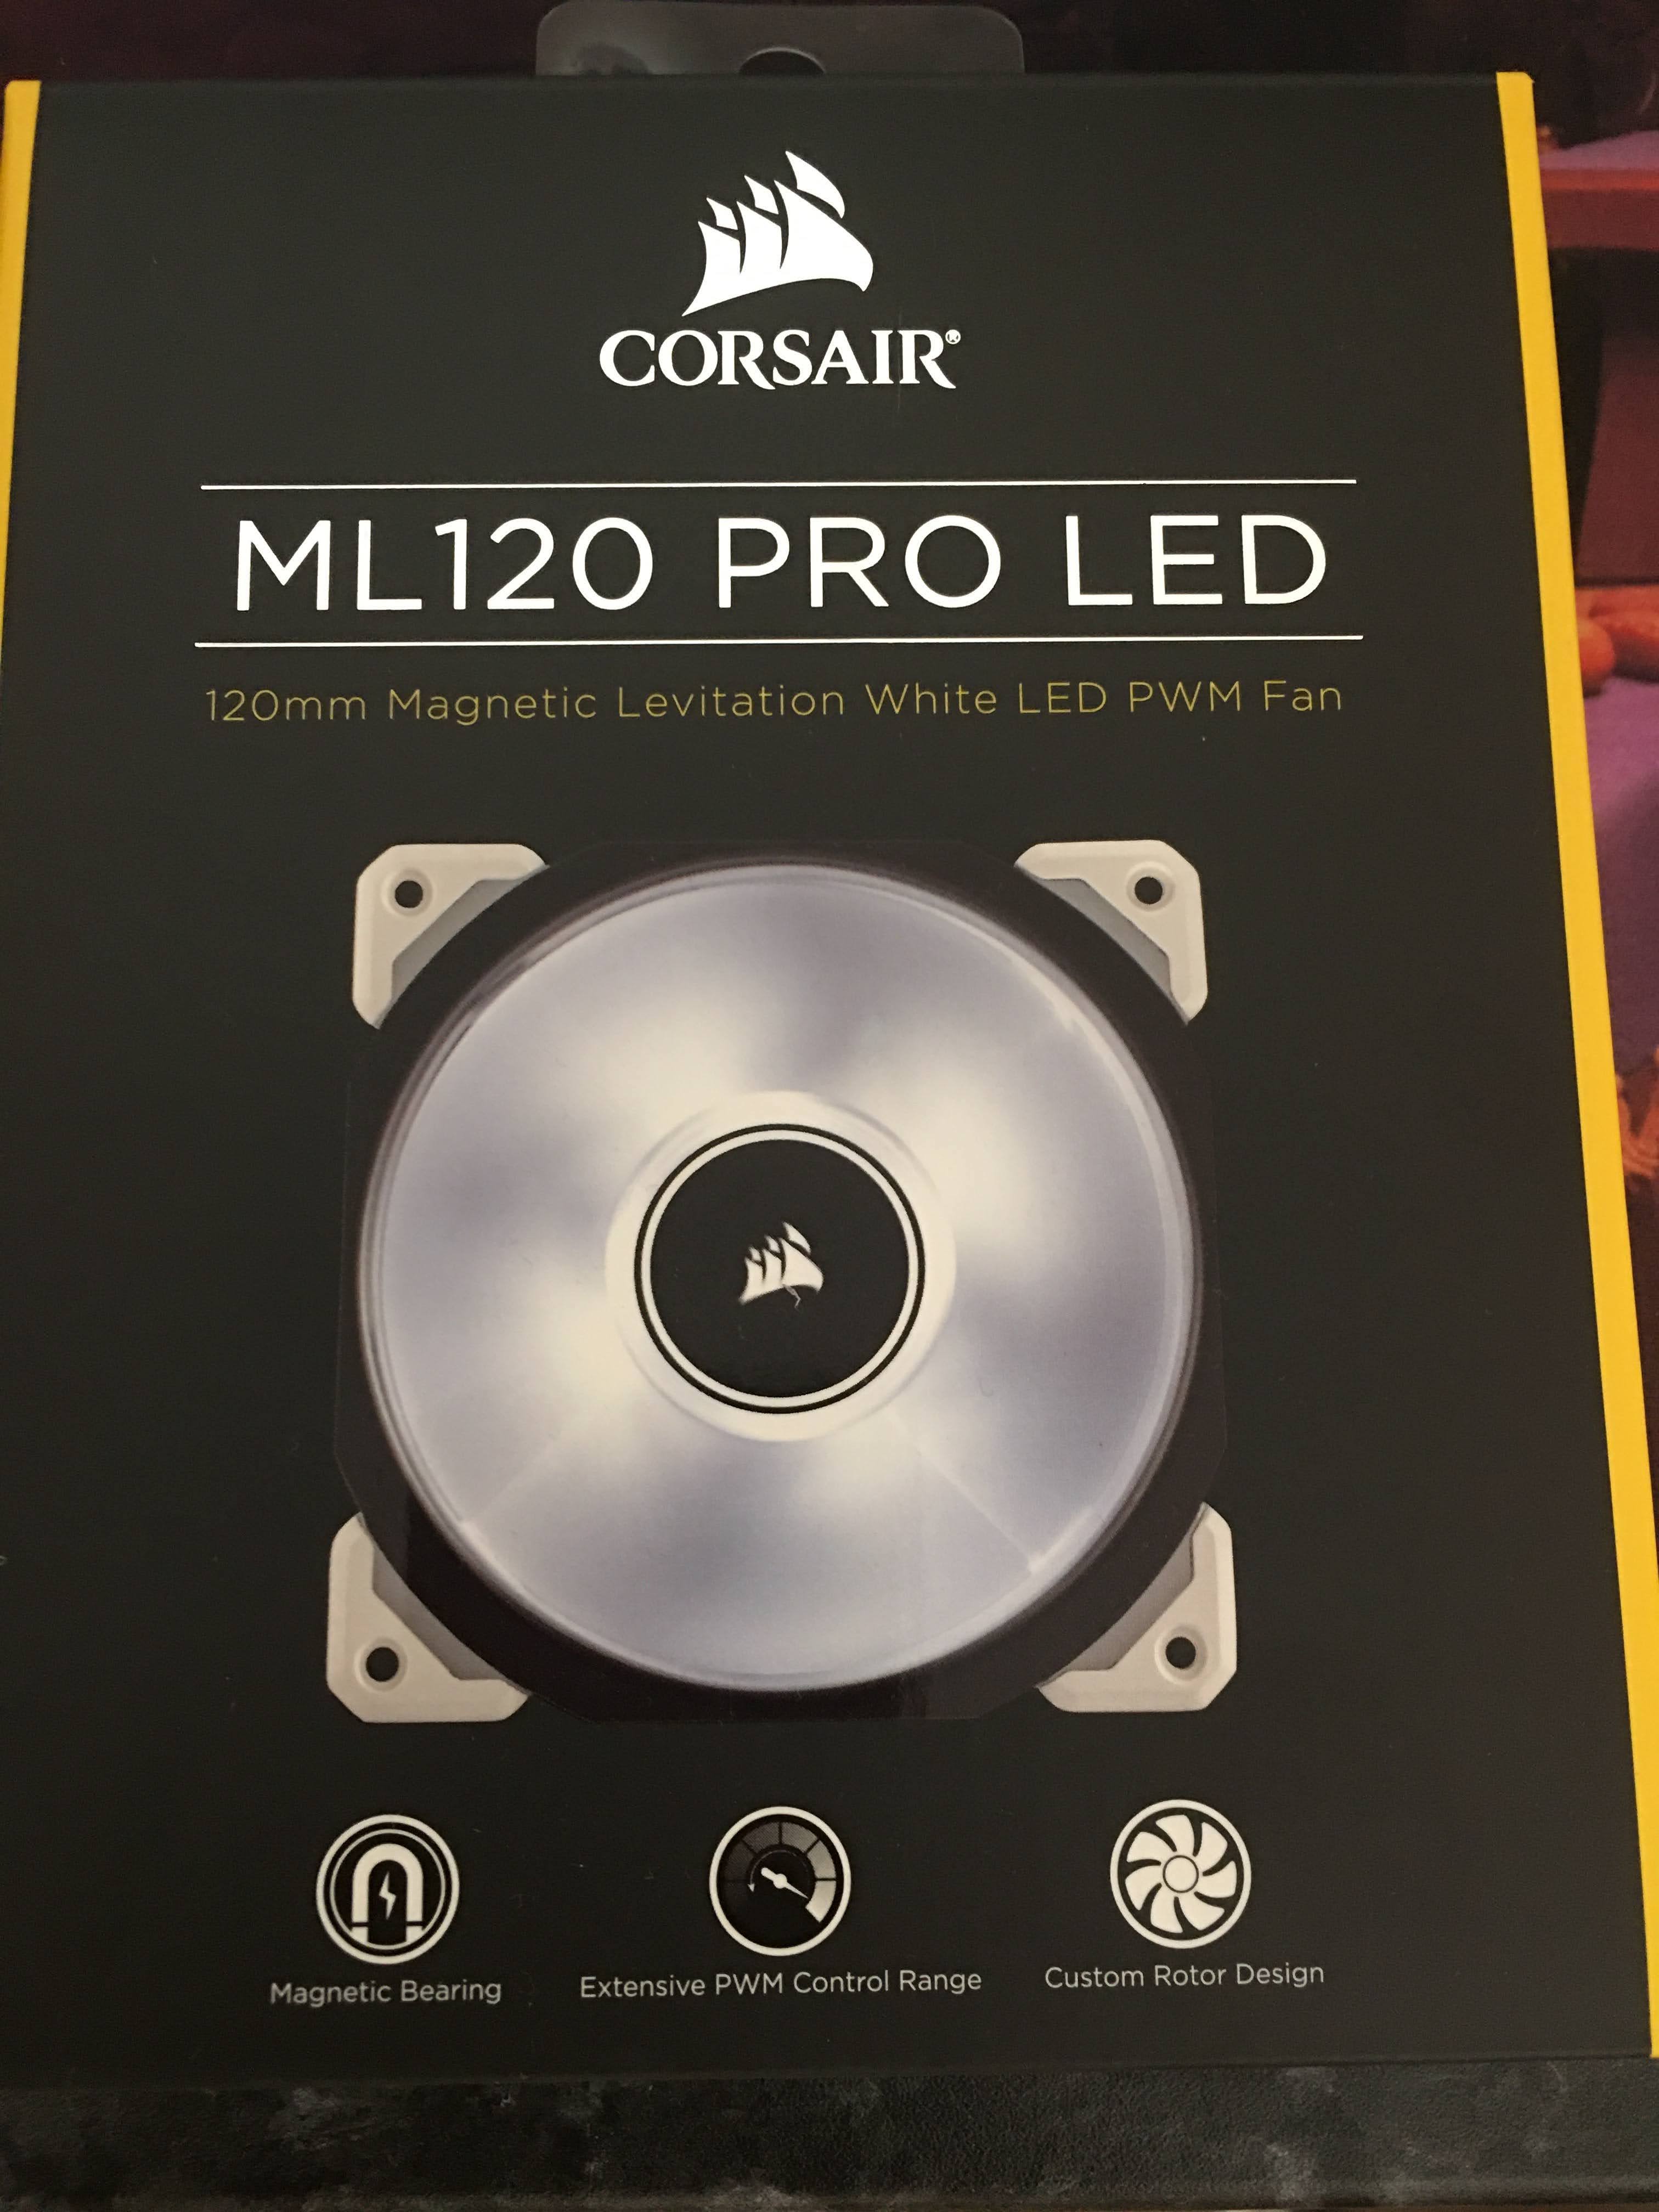 CORSAIR®
ML120 PRO LED
120mm Magnetic Levitation White LED PWM Fan
Magnetic Bearing
Extensive PWM Control Range
Custom Rotor Design